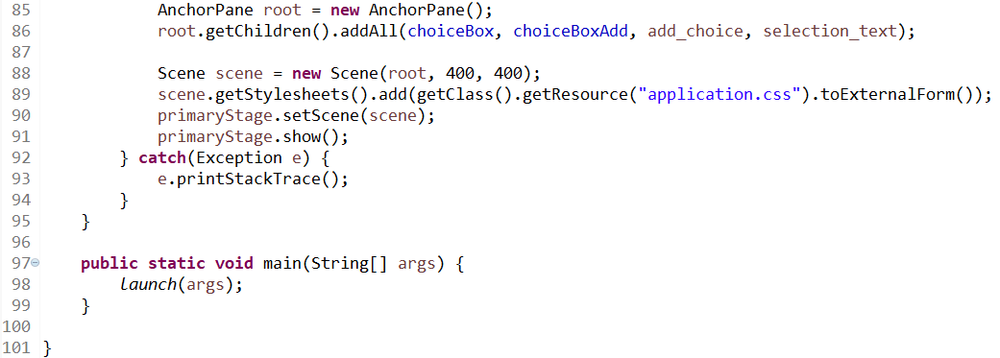 85 AnchorPane root = new AnchorPane();
86 root.getChildren().addAll(choiceBox, choiceBoxAdd, add_choice, selection_text);
87
88 Scene scene = new Scene(root, 400, 400);
89 scene.getStylesheets().add(getClass().getResource("application.css").toExternalForm());
90 primaryStage.setScene(scene);
91 primaryStage.show();
92 } catch(Exception e) {
93 e.printStackTrace();
94 }
95 }
96
97 public static void main(String[] args) {
98 launch(args);
99 }
100
101 }